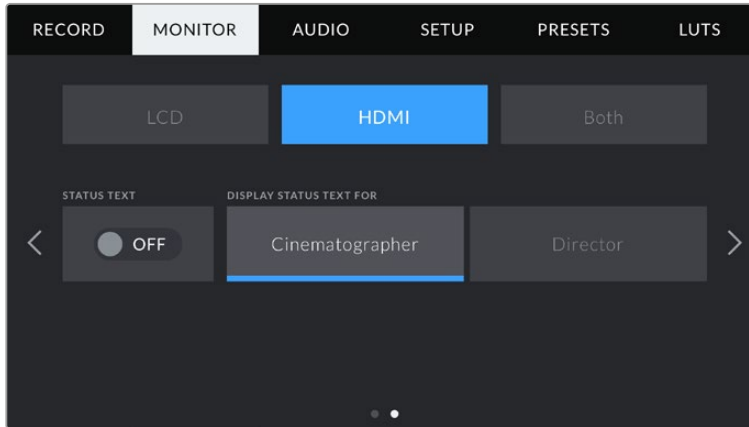 RECORD MONITOR AUDIO SETUP PRESETS LUTS
LCD HDMI Both
STATUS TEXT DISPLAY STATUS TEXT FOR
OFF Cinematographer Director